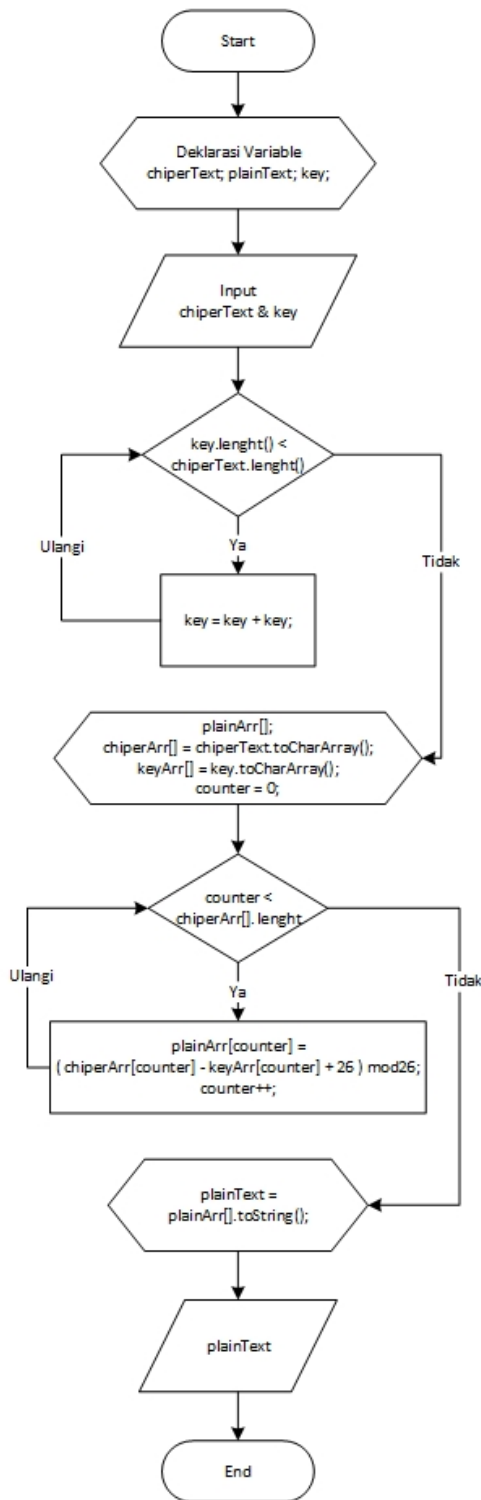 Start
Deklarasi Variable
chiperText; plainText; key;
Input
chiperText & key
key.lenght() <
chiperText.lenght()
Ulangi
Ya
Tidak
key = key + key;
plainArr[];
chiperArr[] = chiperText.toCharArray();
keyArr[] = key.toCharArray();
counter = 0;
counter <
chiperArr[]. lenght
Ulangi
Ya
Tidak
plainArr[counter] =
( chiperArr[counter] - keyArr[counter] + 26 ) mod26;
counter++;
plainText =
plainArr[].toString();
plainText
End